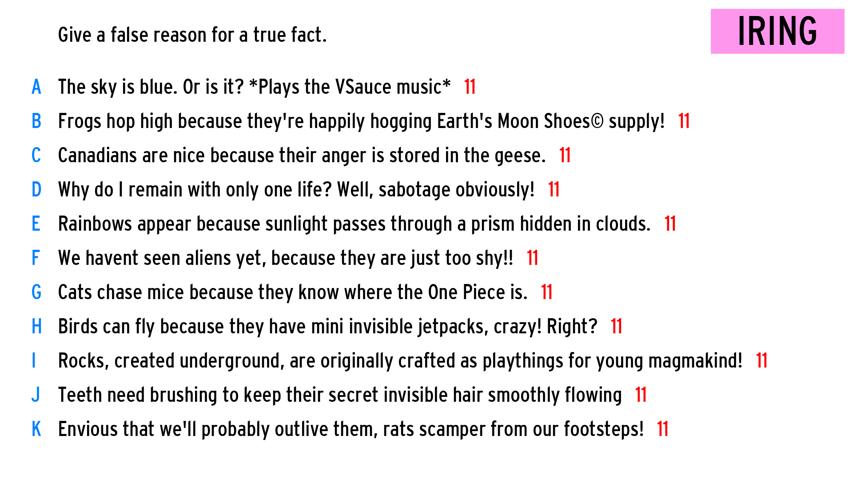 Give a false reason for a true fact.
IRING
A The sky is blue. Or is it? *Plays the VSauce music* 11
B Frogs hop high because they're happily hogging Earth's Moon Shoes© supply! 11
C Canadians are nice because their anger is stored in the geese. 11
D Why do I remain with only one life? Well, sabotage obviously! 11
E Rainbows appear because sunlight passes through a prism hidden in clouds. 11
F We havent seen aliens yet, because they are just too shy!! 11
G Cats chase mice because they know where the One Piece is. 11
H Birds can fly because they have mini invisible jetpacks, crazy! Right? 11
I Rocks, created underground, are originally crafted as playthings for young magmakind! 11
J Teeth need brushing to keep their secret invisible hair smoothly flowing 11
K Envious that we'll probably outlive them, rats scamper from our footsteps! 11